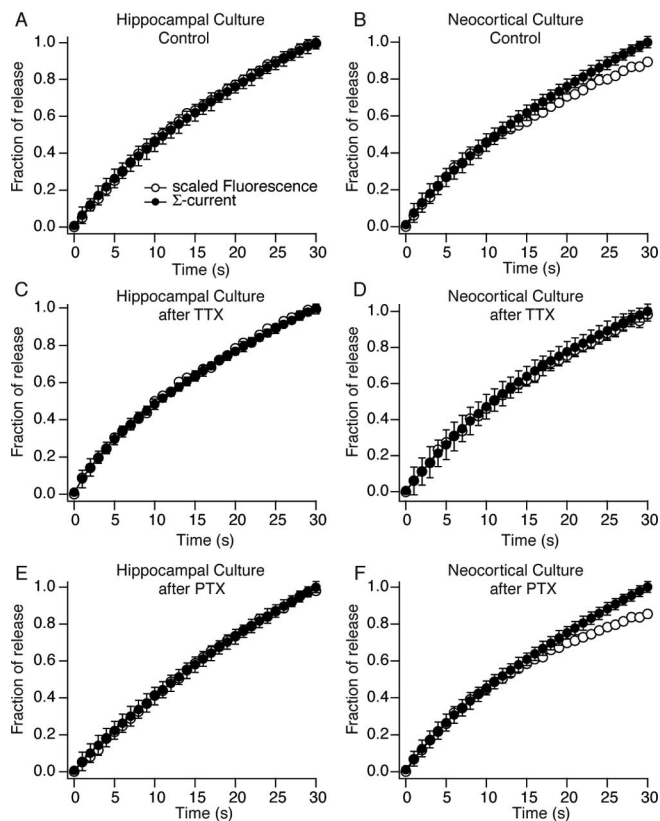 A
Hippocampal Culture
Control
Fraction of release
1.0
0.8
0.6
0.4
0.2
0.0
scaled Fluorescence
Σ-current
0 5 10 15 20 25 30
Time (s)
B
Neocortical Culture
Control
Fraction of release
1.0
0.8
0.6
0.4
0.2
0.0
0 5 10 15 20 25 30
Time (s)
C
Hippocampal Culture
after TTX
Fraction of release
1.0
0.8
0.6
0.4
0.2
0.0
0 5 10 15 20 25 30
Time (s)
D
Neocortical Culture
after TTX
Fraction of release
1.0
0.8
0.6
0.4
0.2
0.0
0 5 10 15 20 25 30
Time (s)
E
Hippocampal Culture
after PTX
Fraction of release
1.0
0.8
0.6
0.4
0.2
0.0
0 5 10 15 20 25 30
Time (s)
F
Neocortical Culture
after PTX
Fraction of release
1.0
0.8
0.6
0.4
0.2
0.0
0 5 10 15 20 25 30
Time (s)